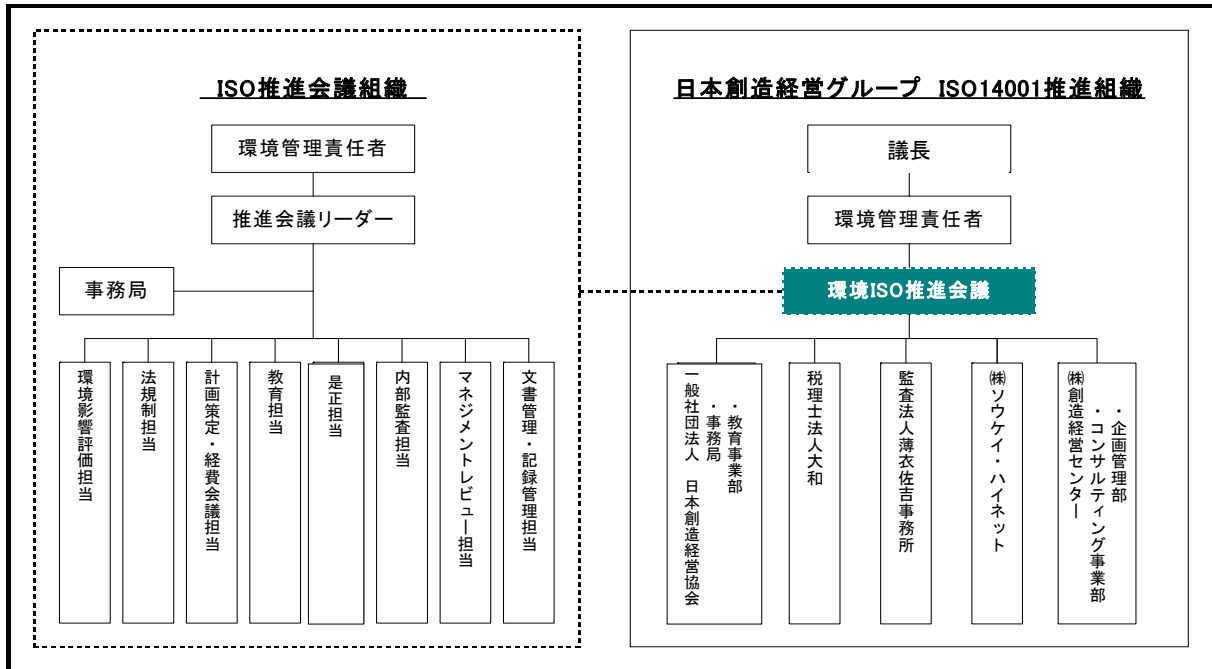 ISO推進会議組織
環境管理責任者
推進会議リーダー
事務局
環境影響評価担当
法規制担当
計画策定・経費会議担当
教育担当
是正担当
内部監査担当
マネジメントレビュー担当
文書管理・記録管理担当
日本創造経営グループ ISO14001推進組織
議長
環境管理責任者
環境ISO推進会議
一般社団法人 日本創造経営協会
・事務局
・教育事業部
税理士法人大和
監査法人薄衣佐吉事務所
㈱ソウケイ・ハイネット
㈱創造経営センター
・コンサルティング事業部
・企画管理部